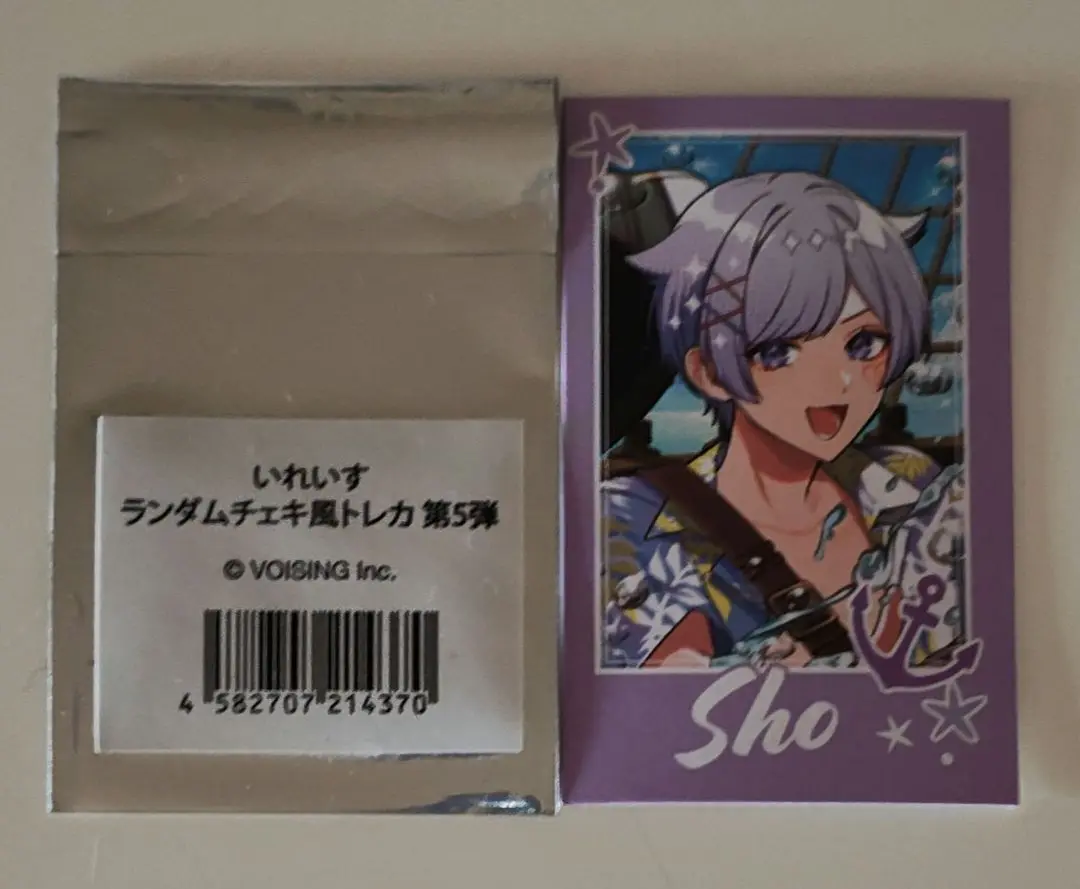 いれいす
ランダムチェキ風トレカ 第5弾
© VOISING Inc.
4 582707 214370
Sho